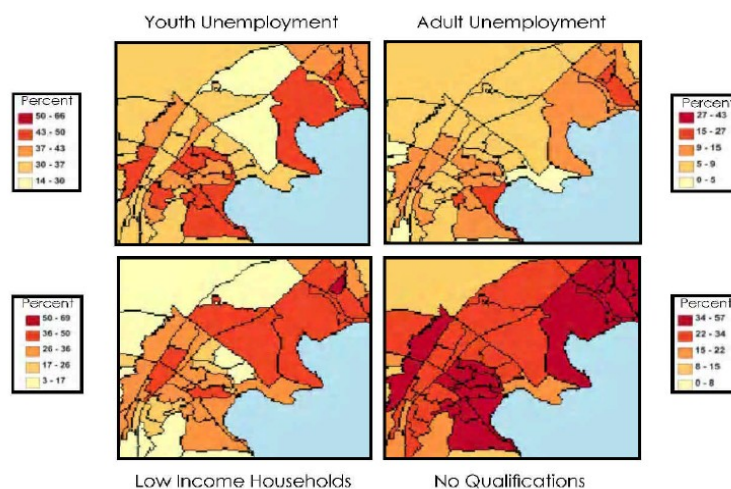 Youth Unemployment
Adult Unemployment
Percent
50 - 66
43 - 50
37 - 43
30 - 37
14 - 30
Percent
27 - 43
15 - 27
9 - 15
5 - 9
0 - 5
Percent
50 - 69
36 - 50
26 - 36
17 - 26
3 - 17
Percent
34 - 57
22 - 34
15 - 22
8 - 15
0 - 8
Low Income Households
No Qualifications